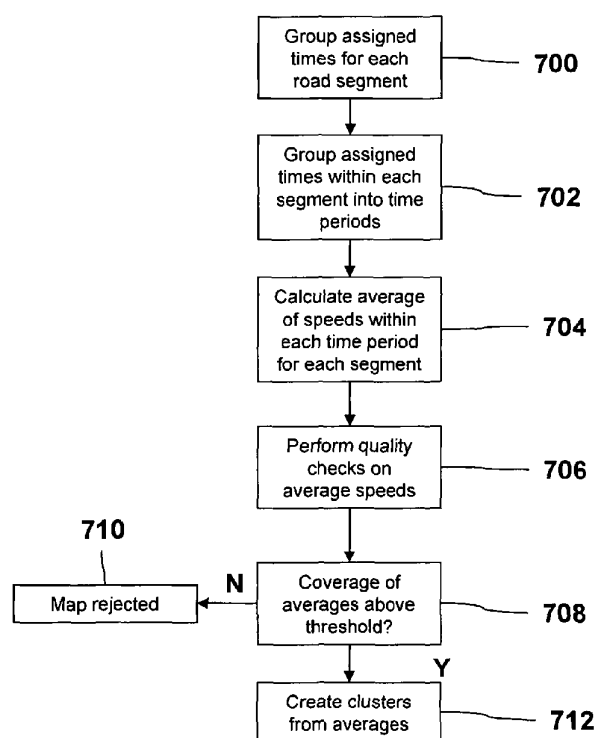 Group assigned
times for each
road segment
700
Group assigned
times within each
segment into time
periods
702
Calculate average
of speeds within
each time period
for each segment
704
Perform quality
checks on
average speeds
706
710
Map rejected
N
Coverage of
averages above
threshold?
708
Y
Create clusters
from averages
712